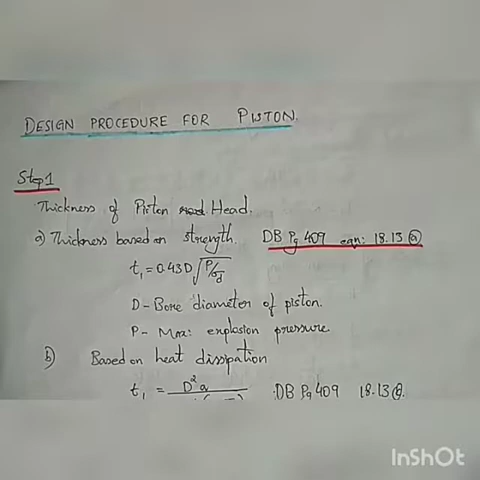 DESIGN PROCEDURE FOR PISTON.
Step 1
Thickness of Piston Head.
a) Thickness based on strength. DB Pg 409 eqn: 18.13 (a)
t₁ = 0.43D √P/σd
D - Bore diameter of piston.
P - Max: explosion pressure
b) Based on heat dissipation
t₁ = D²q DB Pg 409 18.13
InShOt